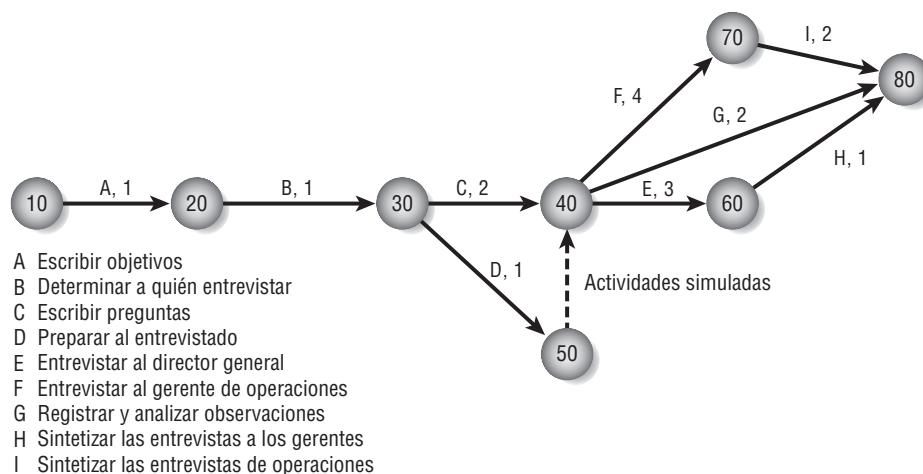 70
I, 2
80
F, 4
G, 2
H, 1
10
A, 1
20
B, 1
30
C, 2
40
E, 3
60
D, 1
Actividades simuladas
50
A Escribir objetivos
B Determinar a quién entrevistar
C Escribir preguntas
D Preparar al entrevistado
E Entrevistar al director general
F Entrevistar al gerente de operaciones
G Registrar y analizar observaciones
H Sintetizar las entrevistas a los gerentes
I Sintetizar las entrevistas de operaciones